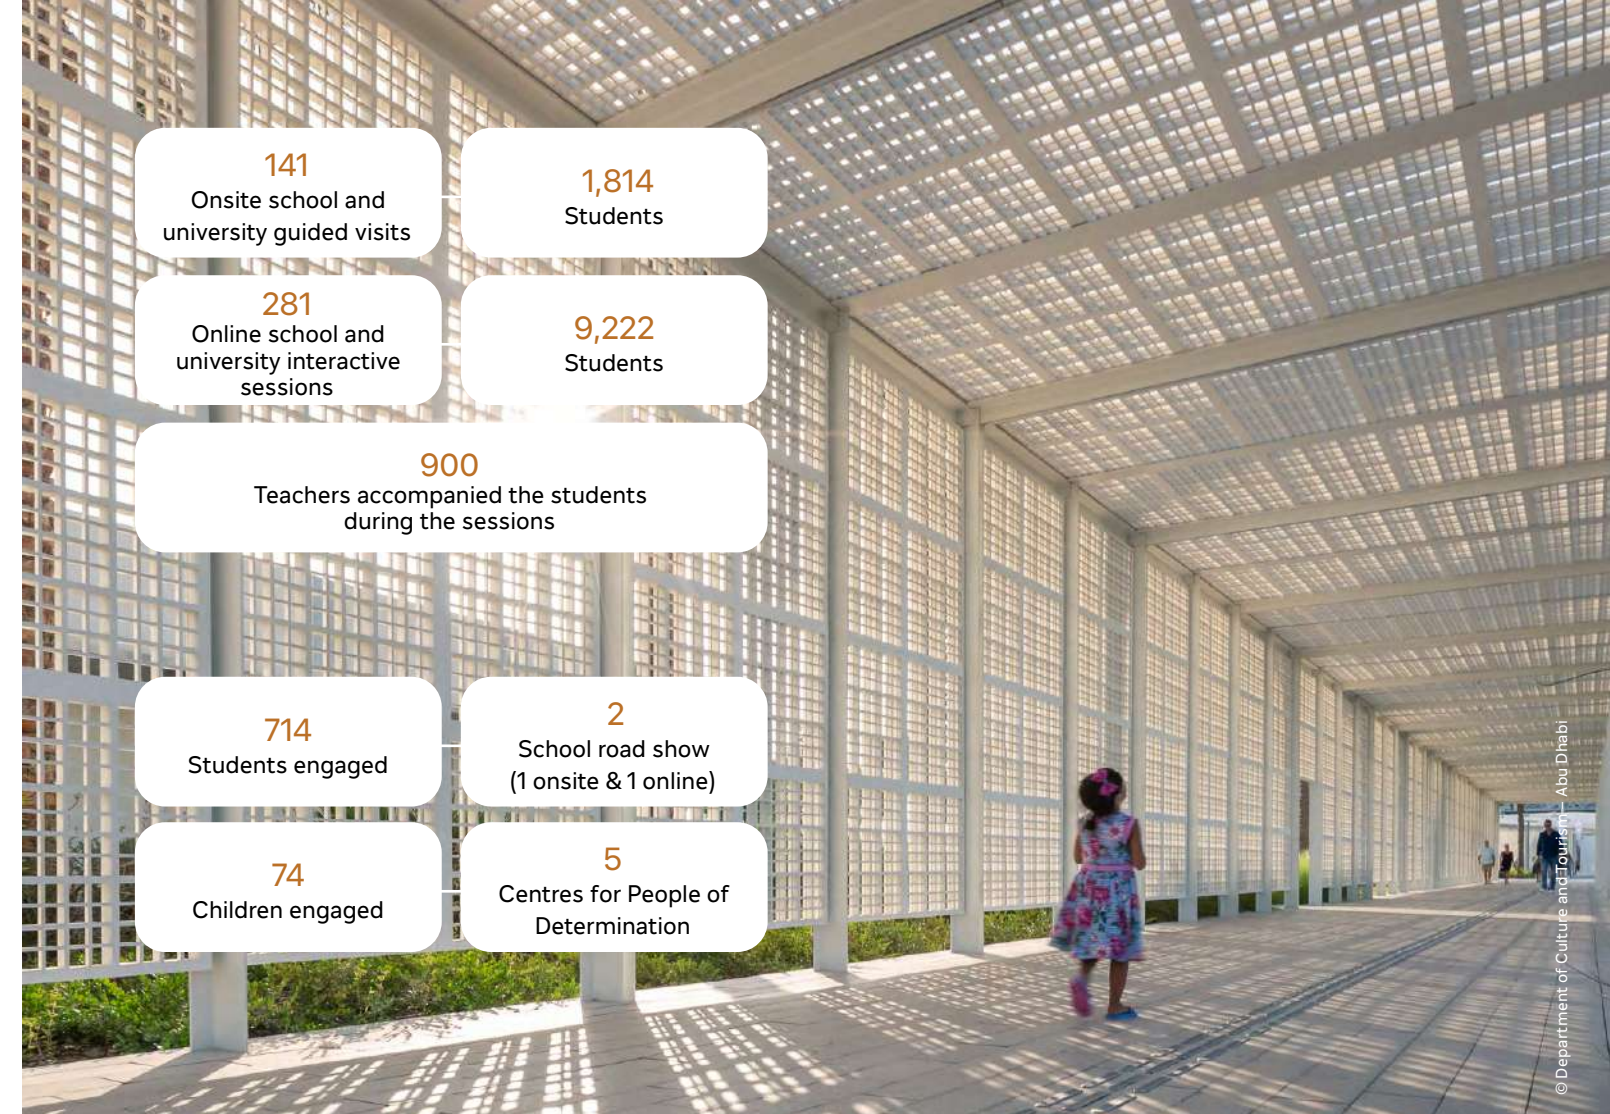 141
Onsite school and
university guided visits
1,814
Students
281
Online school and
university interactive
sessions
9,222
Students
900
Teachers accompanied the students
during the sessions
714
Students engaged
2
School road show
(1 onsite & 1 online)
74
Children engaged
5
Centres for People of
Determination
© Department of Culture and Tourism – Abu Dhabi